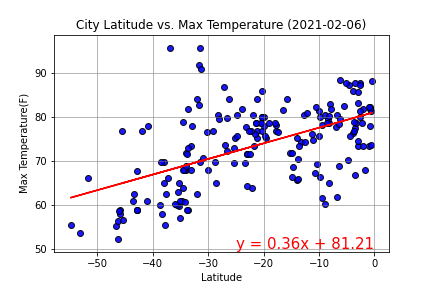 City Latitude vs. Max Temperature (2021-02-06)
Max Temperature(F)
90
80
70
60
50
y = 0.36x + 81.21
−50 −40 −30 −20 −10 0
Latitude